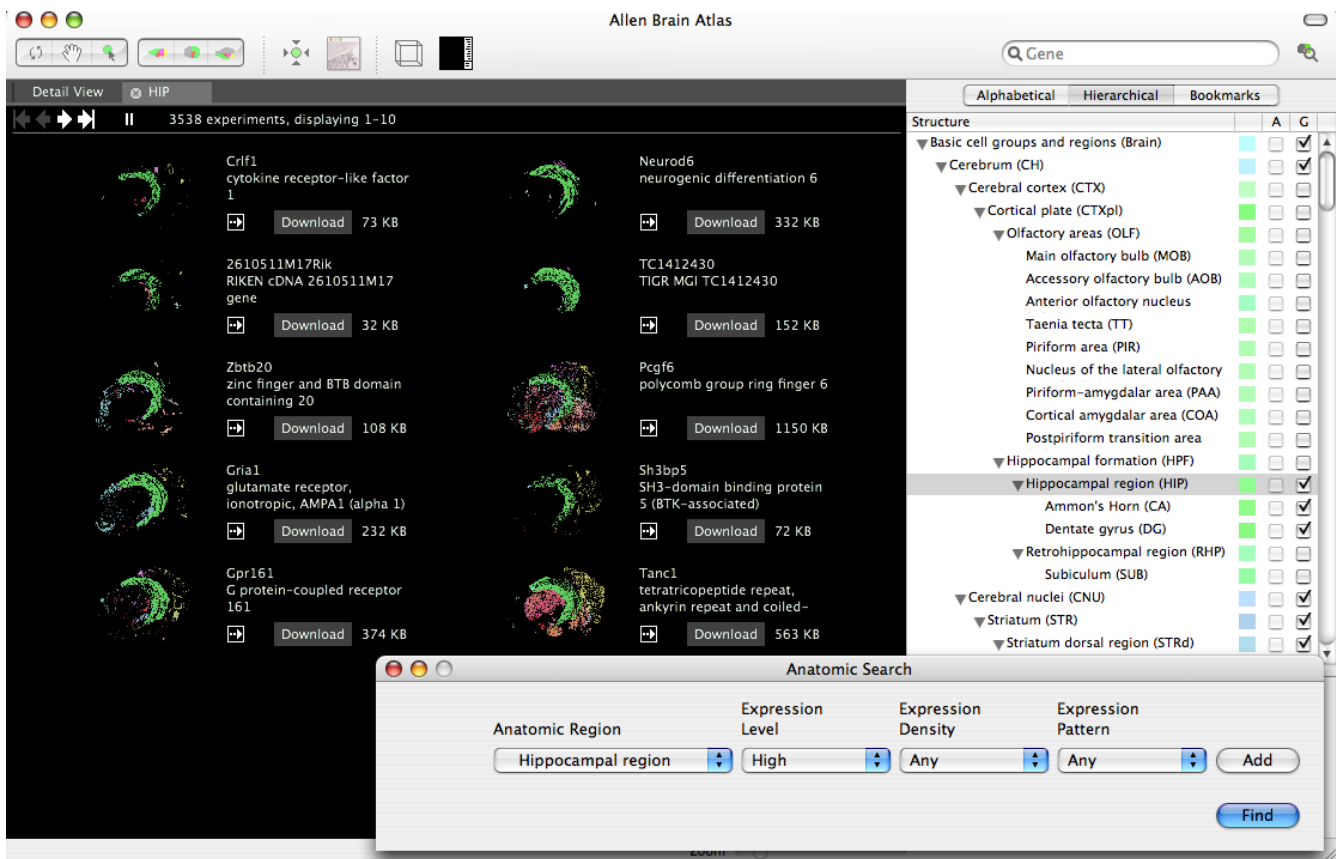 Allen Brain Atlas
Gene
Detail View
HIP
Alphabetical
Hierarchical
Bookmarks
3538 experiments, displaying 1-10
Structure
A
G
Crlf1
cytokine receptor-like factor
1
Download
73 KB
Neurod6
neurogenic differentiation 6
Download
332 KB
2610511M17Rik
RIKEN cDNA 2610511M17
gene
Download
32 KB
TC1412430
TIGR MGI TC1412430
Download
152 KB
Zbtb20
zinc finger and BTB domain
containing 20
Download
108 KB
Pcgf6
polycomb group ring finger 6
Download
1150 KB
Gria1
glutamate receptor,
ionotropic, AMPA1 (alpha 1)
Download
232 KB
Sh3bp5
SH3-domain binding protein
5 (BTK-associated)
Download
72 KB
Gpr161
G protein-coupled receptor
161
Download
374 KB
Tanc1
tetratricopeptide repeat,
ankyrin repeat and coiled-
Download
563 KB
Basic cell groups and regions (Brain)
Cerebrum (CH)
Cerebral cortex (CTX)
Cortical plate (CTXpl)
Olfactory areas (OLF)
Main olfactory bulb (MOB)
Accessory olfactory bulb (AOB)
Anterior olfactory nucleus
Taenia tecta (TT)
Piriform area (PIR)
Nucleus of the lateral olfactory
Piriform-amygdalar area (PAA)
Cortical amygdalar area (COA)
Postpiriform transition area
Hippocampal formation (HPF)
Hippocampal region (HIP)
Ammon's Horn (CA)
Dentate gyrus (DG)
Retrohippocampal region (RHP)
Subiculum (SUB)
Cerebral nuclei (CNU)
Striatum (STR)
Striatum dorsal region (STRd)
Anatomic Search
Anatomic Region
Expression
Level
Expression
Density
Expression
Pattern
Hippocampal region
High
Any
Any
Add
Find
Zoom